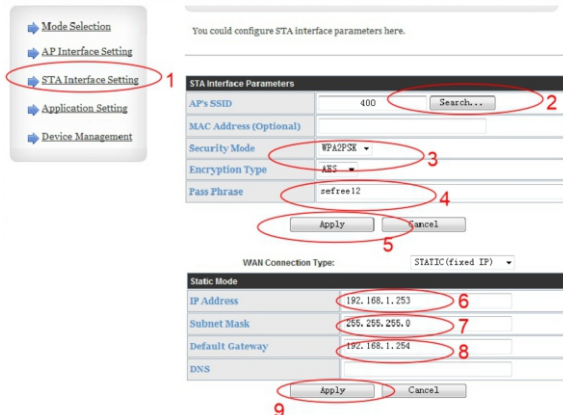 Mode Selection
AP Interface Setting
STA Interface Setting
Application Setting
Device Management
1
You could configure STA interface parameters here.
STA Interface Parameters
AP's SSID 400 Search... 2
MAC Address (Optional)
Security Mode WPA2PSK 3
Encryption Type AES
Pass Phrase sefree12 4
Apply Cancel
5
WAN Connection Type: STATIC(fixed IP)
Static Mode
IP Address 192.168.1.253 6
Subnet Mask 255.255.255.0 7
Default Gateway 192.168.1.254 8
DNS
Apply Cancel
9